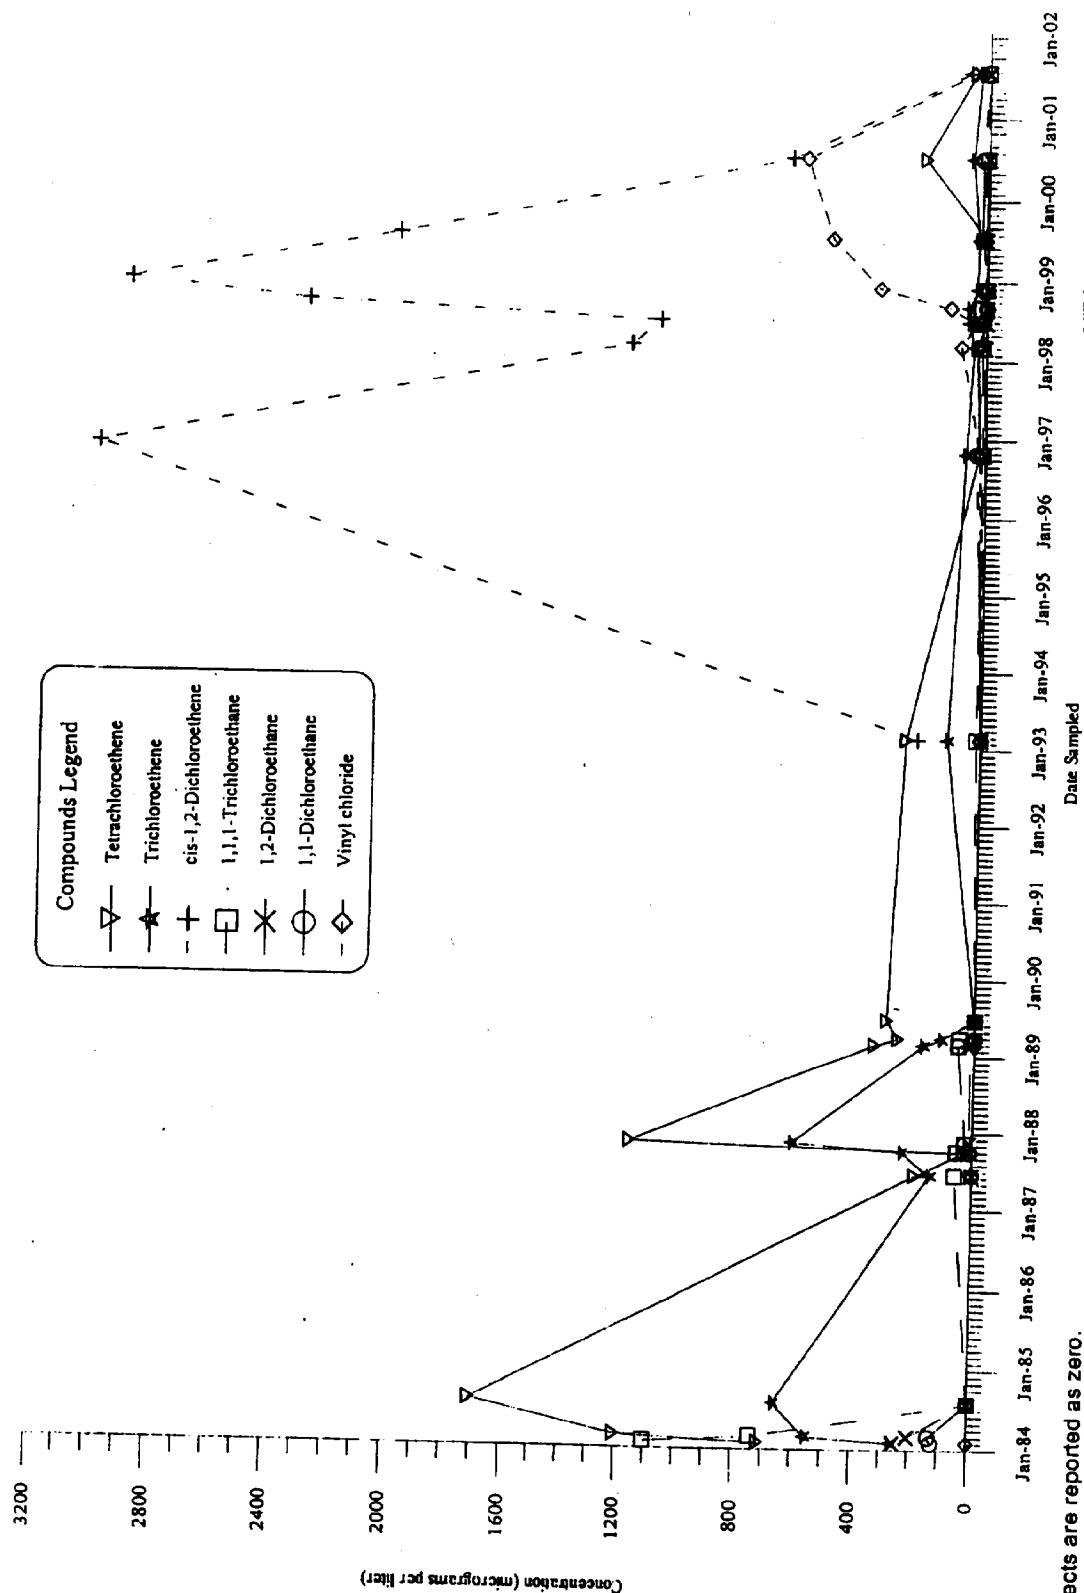 Compounds Legend
Tetrachloroethene
Trichloroethene
cis-1,2-Dichloroethene
1,1,1-Trichloroethane
1,2-Dichloroethane
1,1-Dichloroethane
Vinyl chloride
Concentration (micrograms per liter)
3200
2800
2400
2000
1600
1200
800
400
0
Jan-84
Jan-85
Jan-86
Jan-87
Jan-88
Jan-89
Jan-90
Jan-91
Jan-92
Jan-93
Jan-94
Jan-95
Jan-96
Jan-97
Jan-98
Jan-99
Jan-00
Jan-01
Jan-02
Date Sampled
ects are reported as zero.